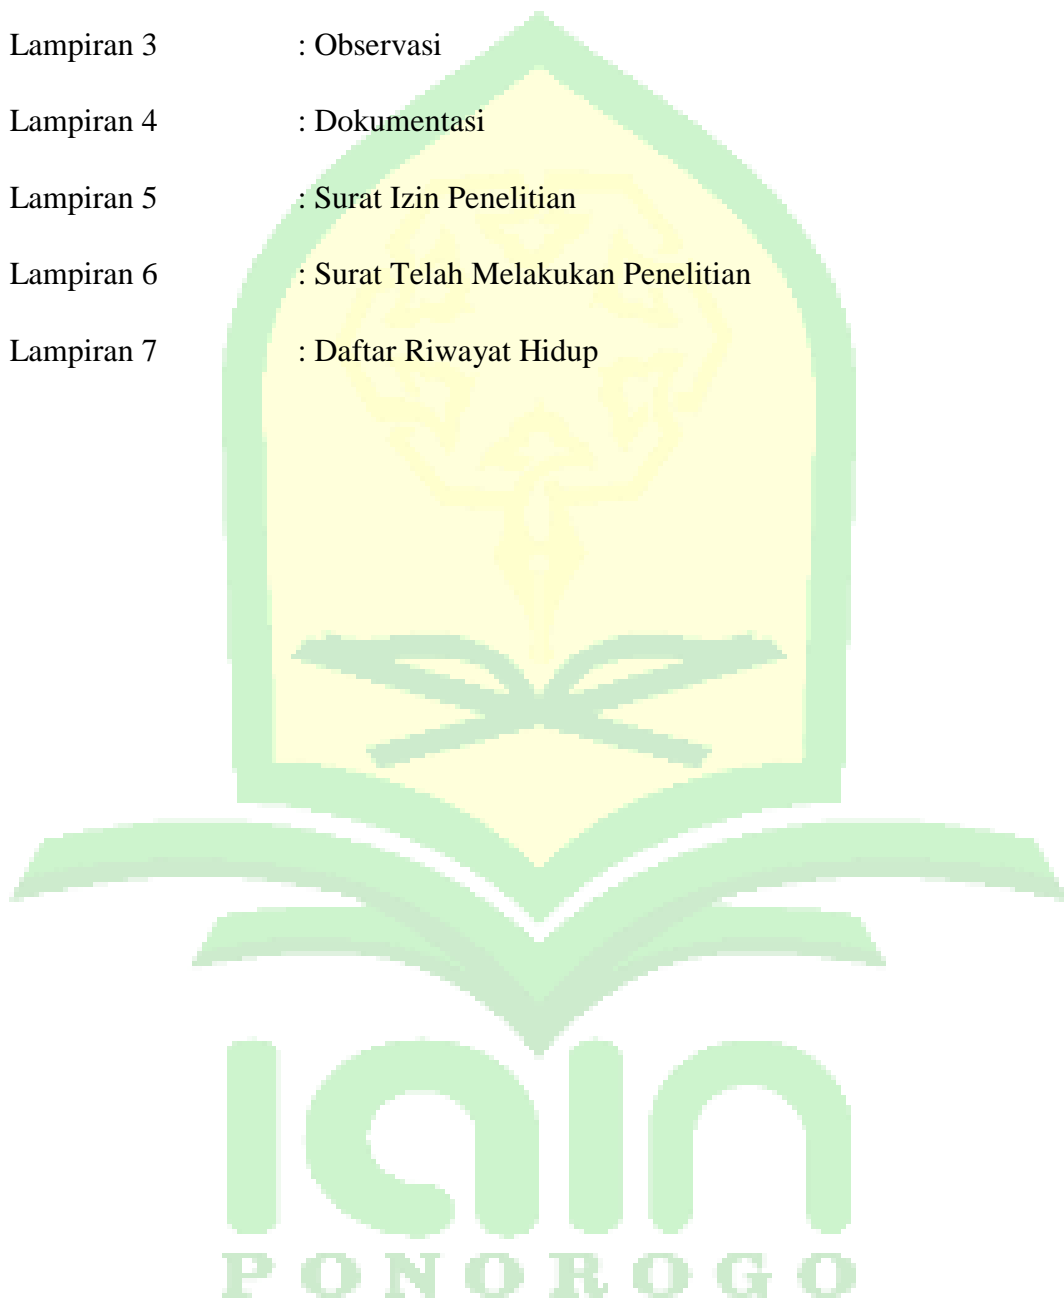 Lampiran 3 : Observasi
Lampiran 4 : Dokumentasi
Lampiran 5 : Surat Izin Penelitian
Lampiran 6 : Surat Telah Melakukan Penelitian
Lampiran 7 : Daftar Riwayat Hidup
iain
PONOROGO